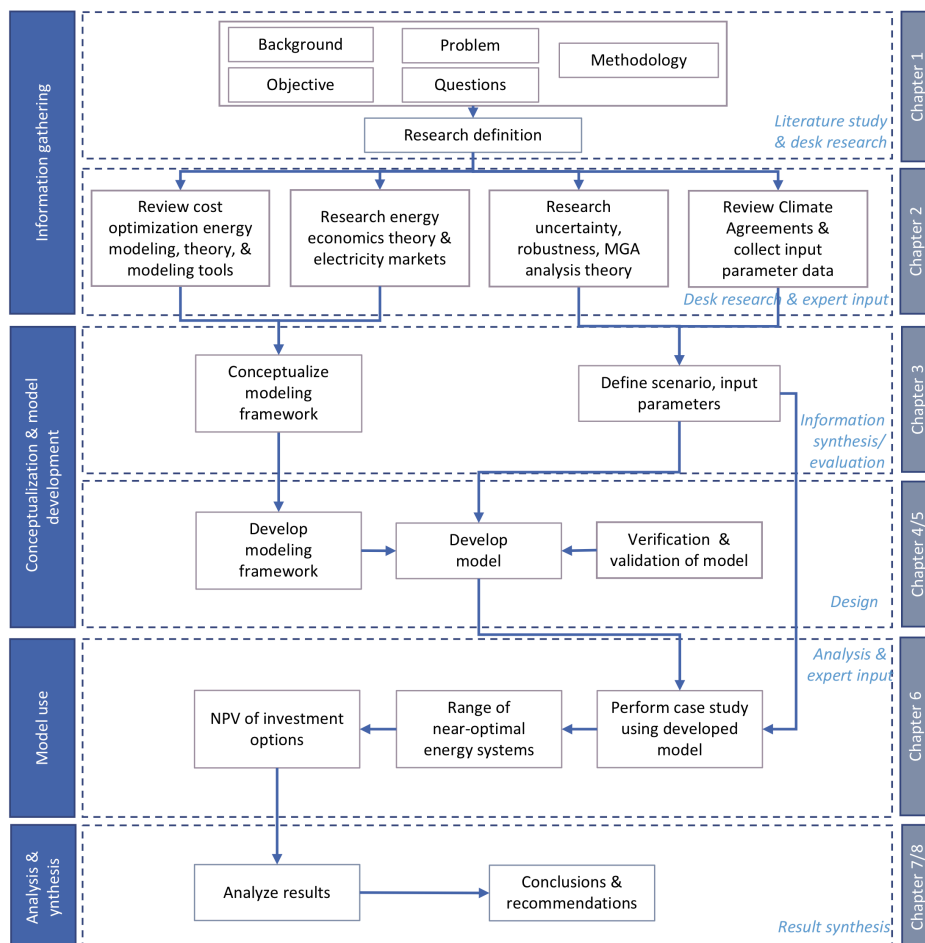 Information gathering
Background
Problem
Methodology
Objective
Questions
Research definition
Literature study
& desk research
Chapter 1
Review cost
optimization energy
modeling, theory, &
modeling tools
Research energy
economics theory &
electricity markets
Research
uncertainty,
robustness, MGA
analysis theory
Review Climate
Agreements &
collect input
parameter data
Desk research & expert input
Chapter 2
Conceptualization & model
development
Conceptualize
modeling
framework
Define scenario, input
parameters
Information
synthesis/
evaluation
Chapter 3
Develop
modeling
framework
Develop
model
Verification &
validation of model
Design
Chapter 4/5
Model use
Analysis &
expert input
NPV of investment
options
Range of
near-optimal
energy systems
Perform case study
using developed
model
Chapter 6
Analysis &
ynthesis
Analyze results
Conclusions &
recommendations
Result synthesis
Chapter 7/8